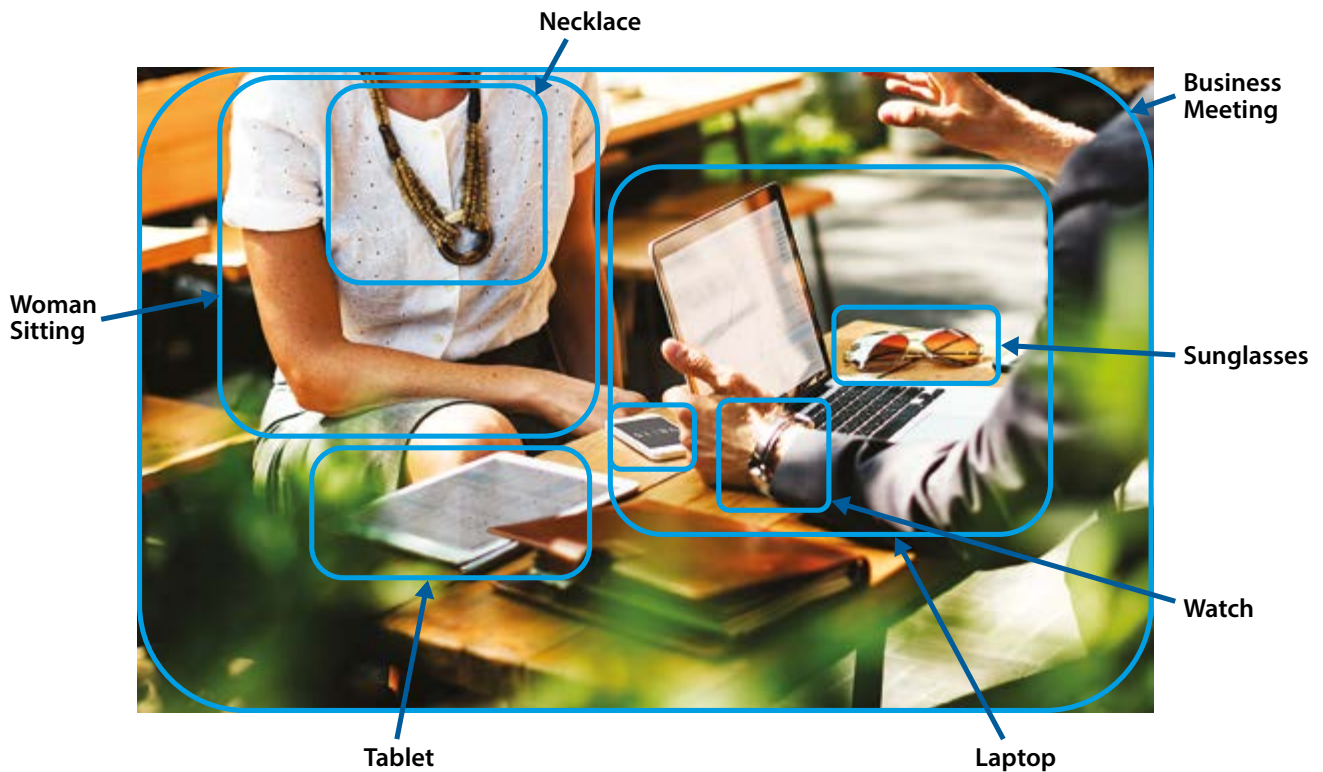 Necklace
Business
Meeting
Woman
Sitting
Sunglasses
Watch
Tablet
Laptop